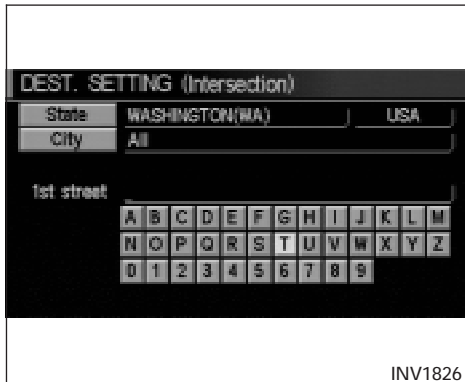 DEST. SETTING (Intersection)
State WASHINGTON(WA) USA
City All
1st street
A B C D E F G H I J K L M
N O P Q R S T U V W X Y Z
0 1 2 3 4 5 6 7 8 9
INV1826